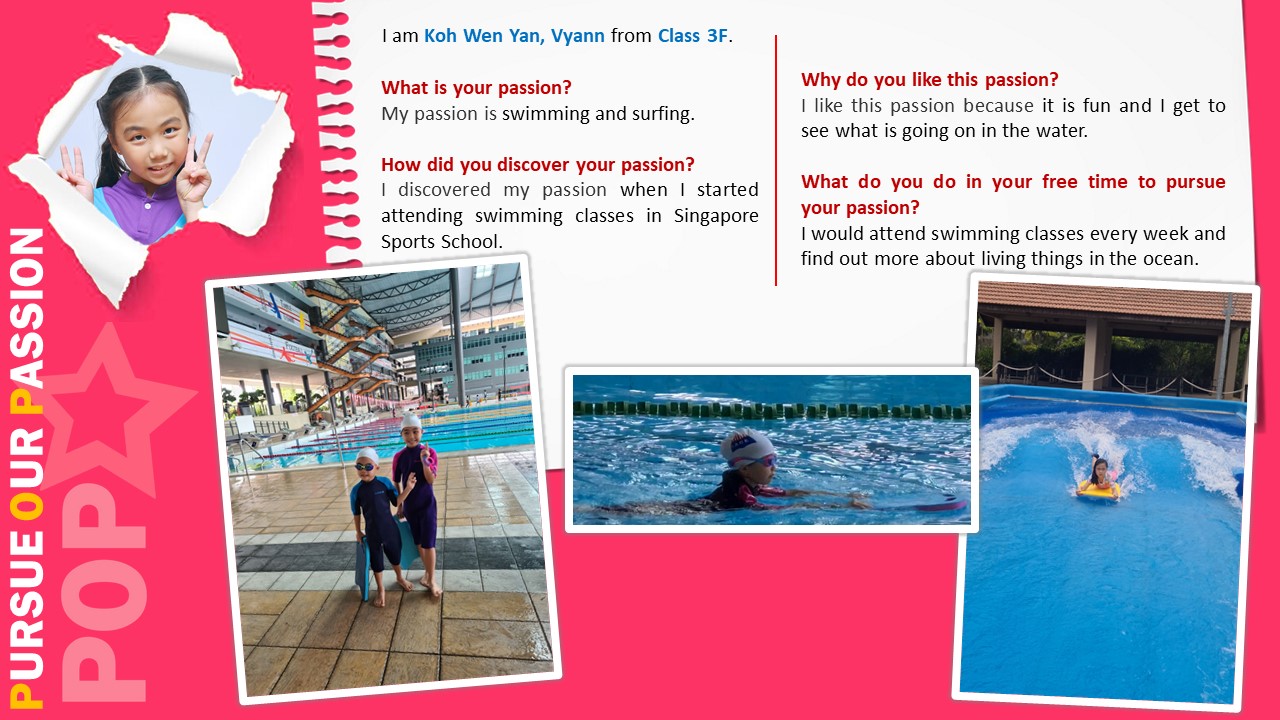 I am Koh Wen Yan, Vyann from Class 3F.
What is your passion?
My passion is swimming and surfing.
How did you discover your passion?
I discovered my passion when I started
attending swimming classes in Singapore
Sports School.
Why do you like this passion?
I like this passion because it is fun and I get to
see what is going on in the water.
What do you do in your free time to pursue
your passion?
I would attend swimming classes every week and
find out more about living things in the ocean.
PURSUE OUR PASSION
POP